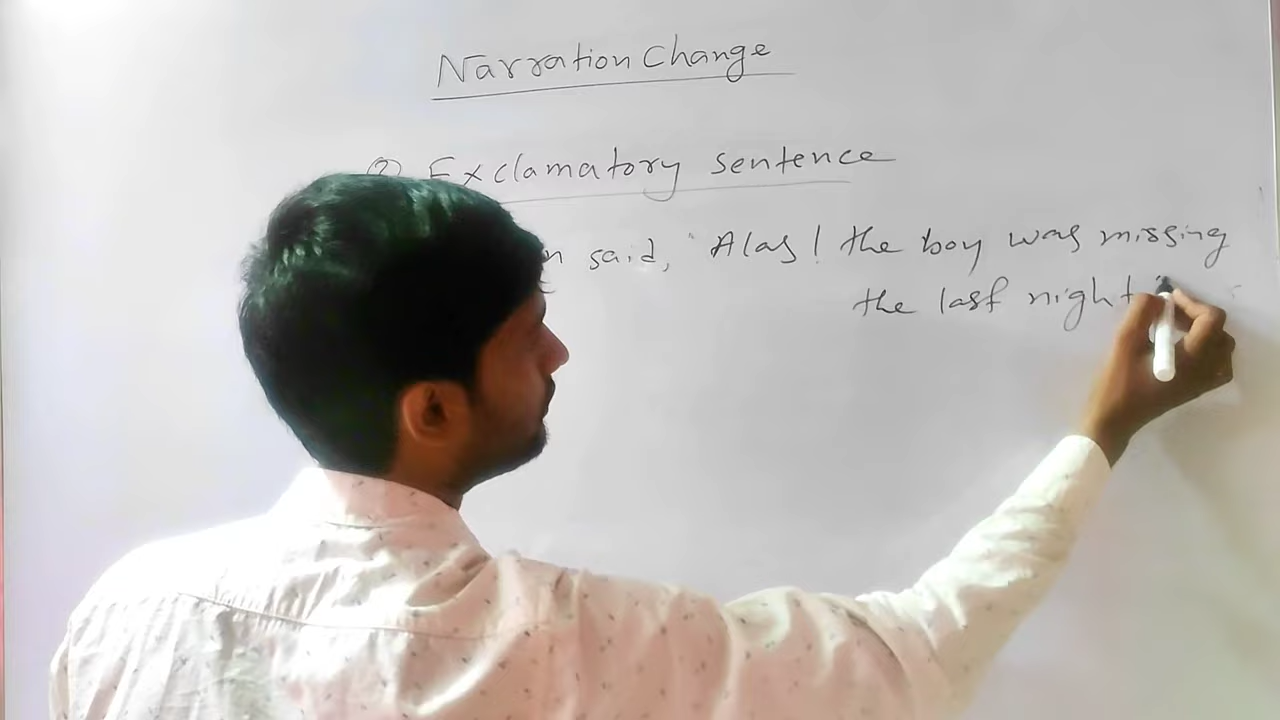 Narration Change
Exclamatory sentence
said, "Alas! the boy was missing
the last night"